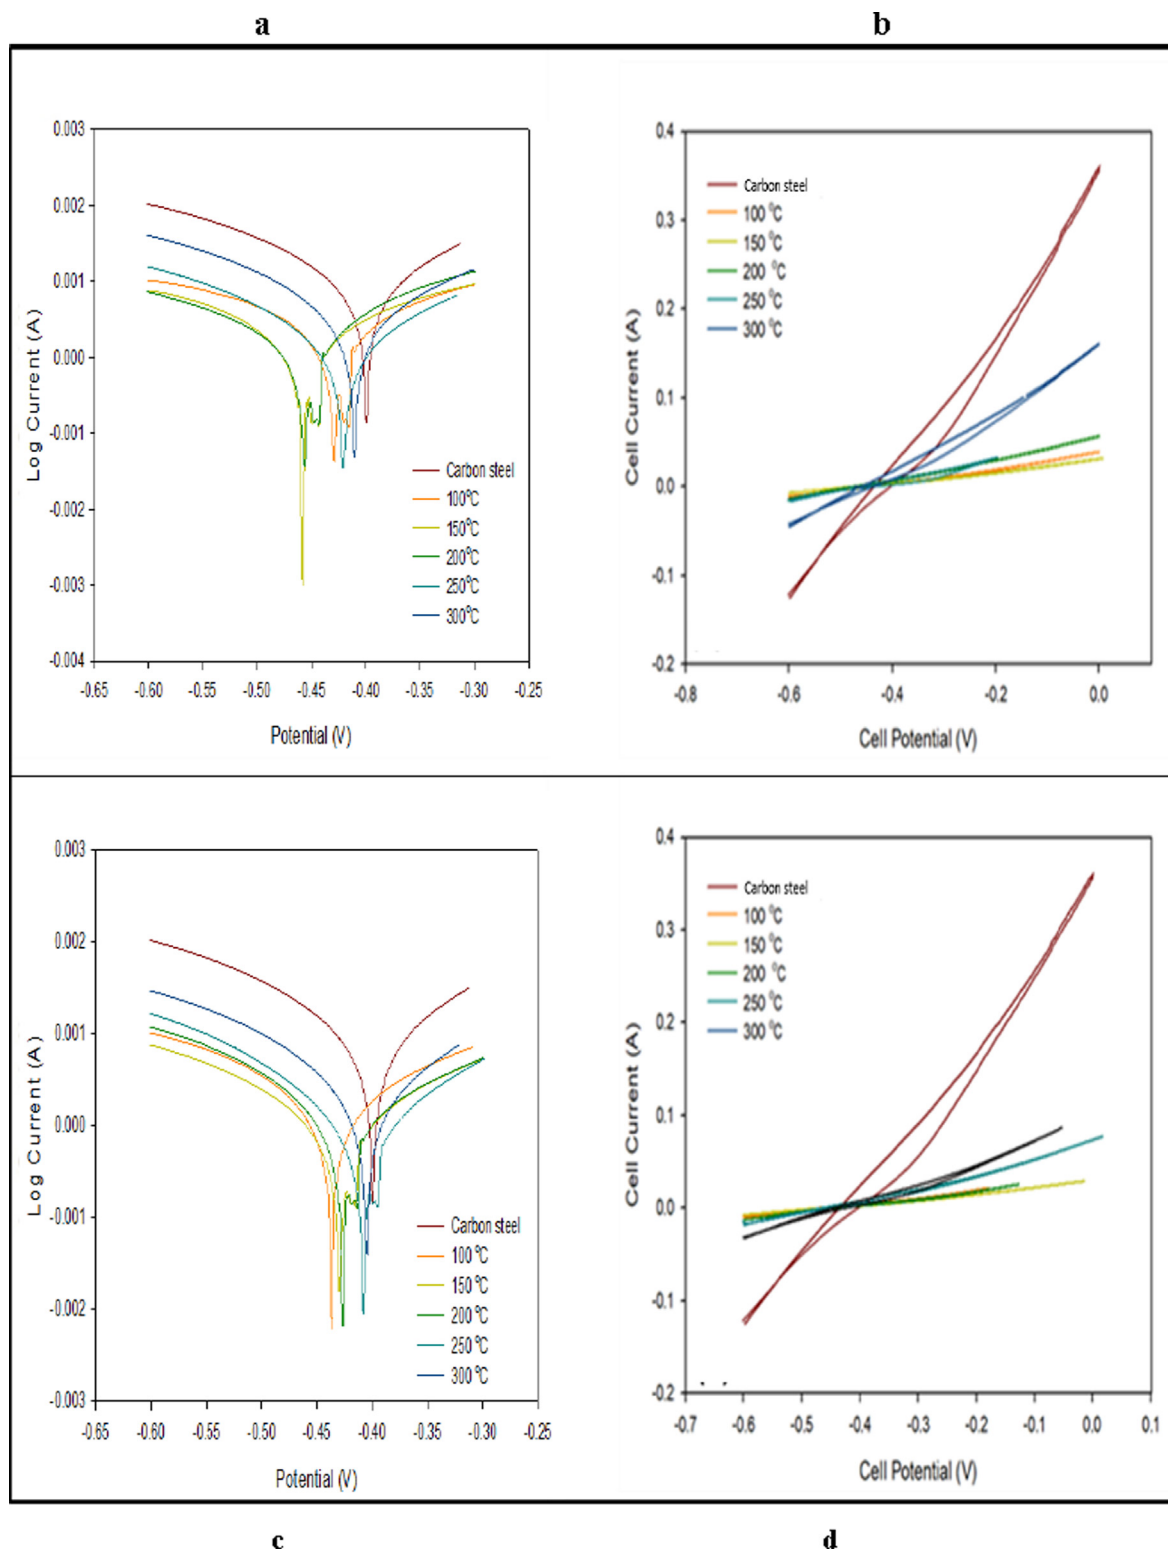 a
b
0.003
0.002
0.001
0.000
-0.001
-0.002
-0.003
-0.004
Log Current (A)
Carbon steel
100°C
150°C
200°C
250°C
300°C
-0.65 -0.60 -0.55 -0.50 -0.45 -0.40 -0.35 -0.30 -0.25
Potential (V)
0.4
0.3
0.2
0.1
0.0
-0.1
-0.2
Cell Current (A)
Carbon steel
100 °C
150 °C
200 °C
250 °C
300 °C
-0.8 -0.6 -0.4 -0.2 0.0
Cell Potential (V)
0.003
0.002
0.001
0.000
-0.001
-0.002
-0.003
Log Current (A)
Carbon steel
100 °C
150 °C
200 °C
250 °C
300 °C
-0.65 -0.60 -0.55 -0.50 -0.45 -0.40 -0.35 -0.30 -0.25
Potential (V)
0.4
0.3
0.2
0.1
0.0
-0.1
-0.2
Cell Current (A)
Carbon steel
100 °C
150 °C
200 °C
250 °C
300 °C
-0.7 -0.6 -0.5 -0.4 -0.3 -0.2 -0.1 0.0 0.1
Cell Potential (V)
c
d